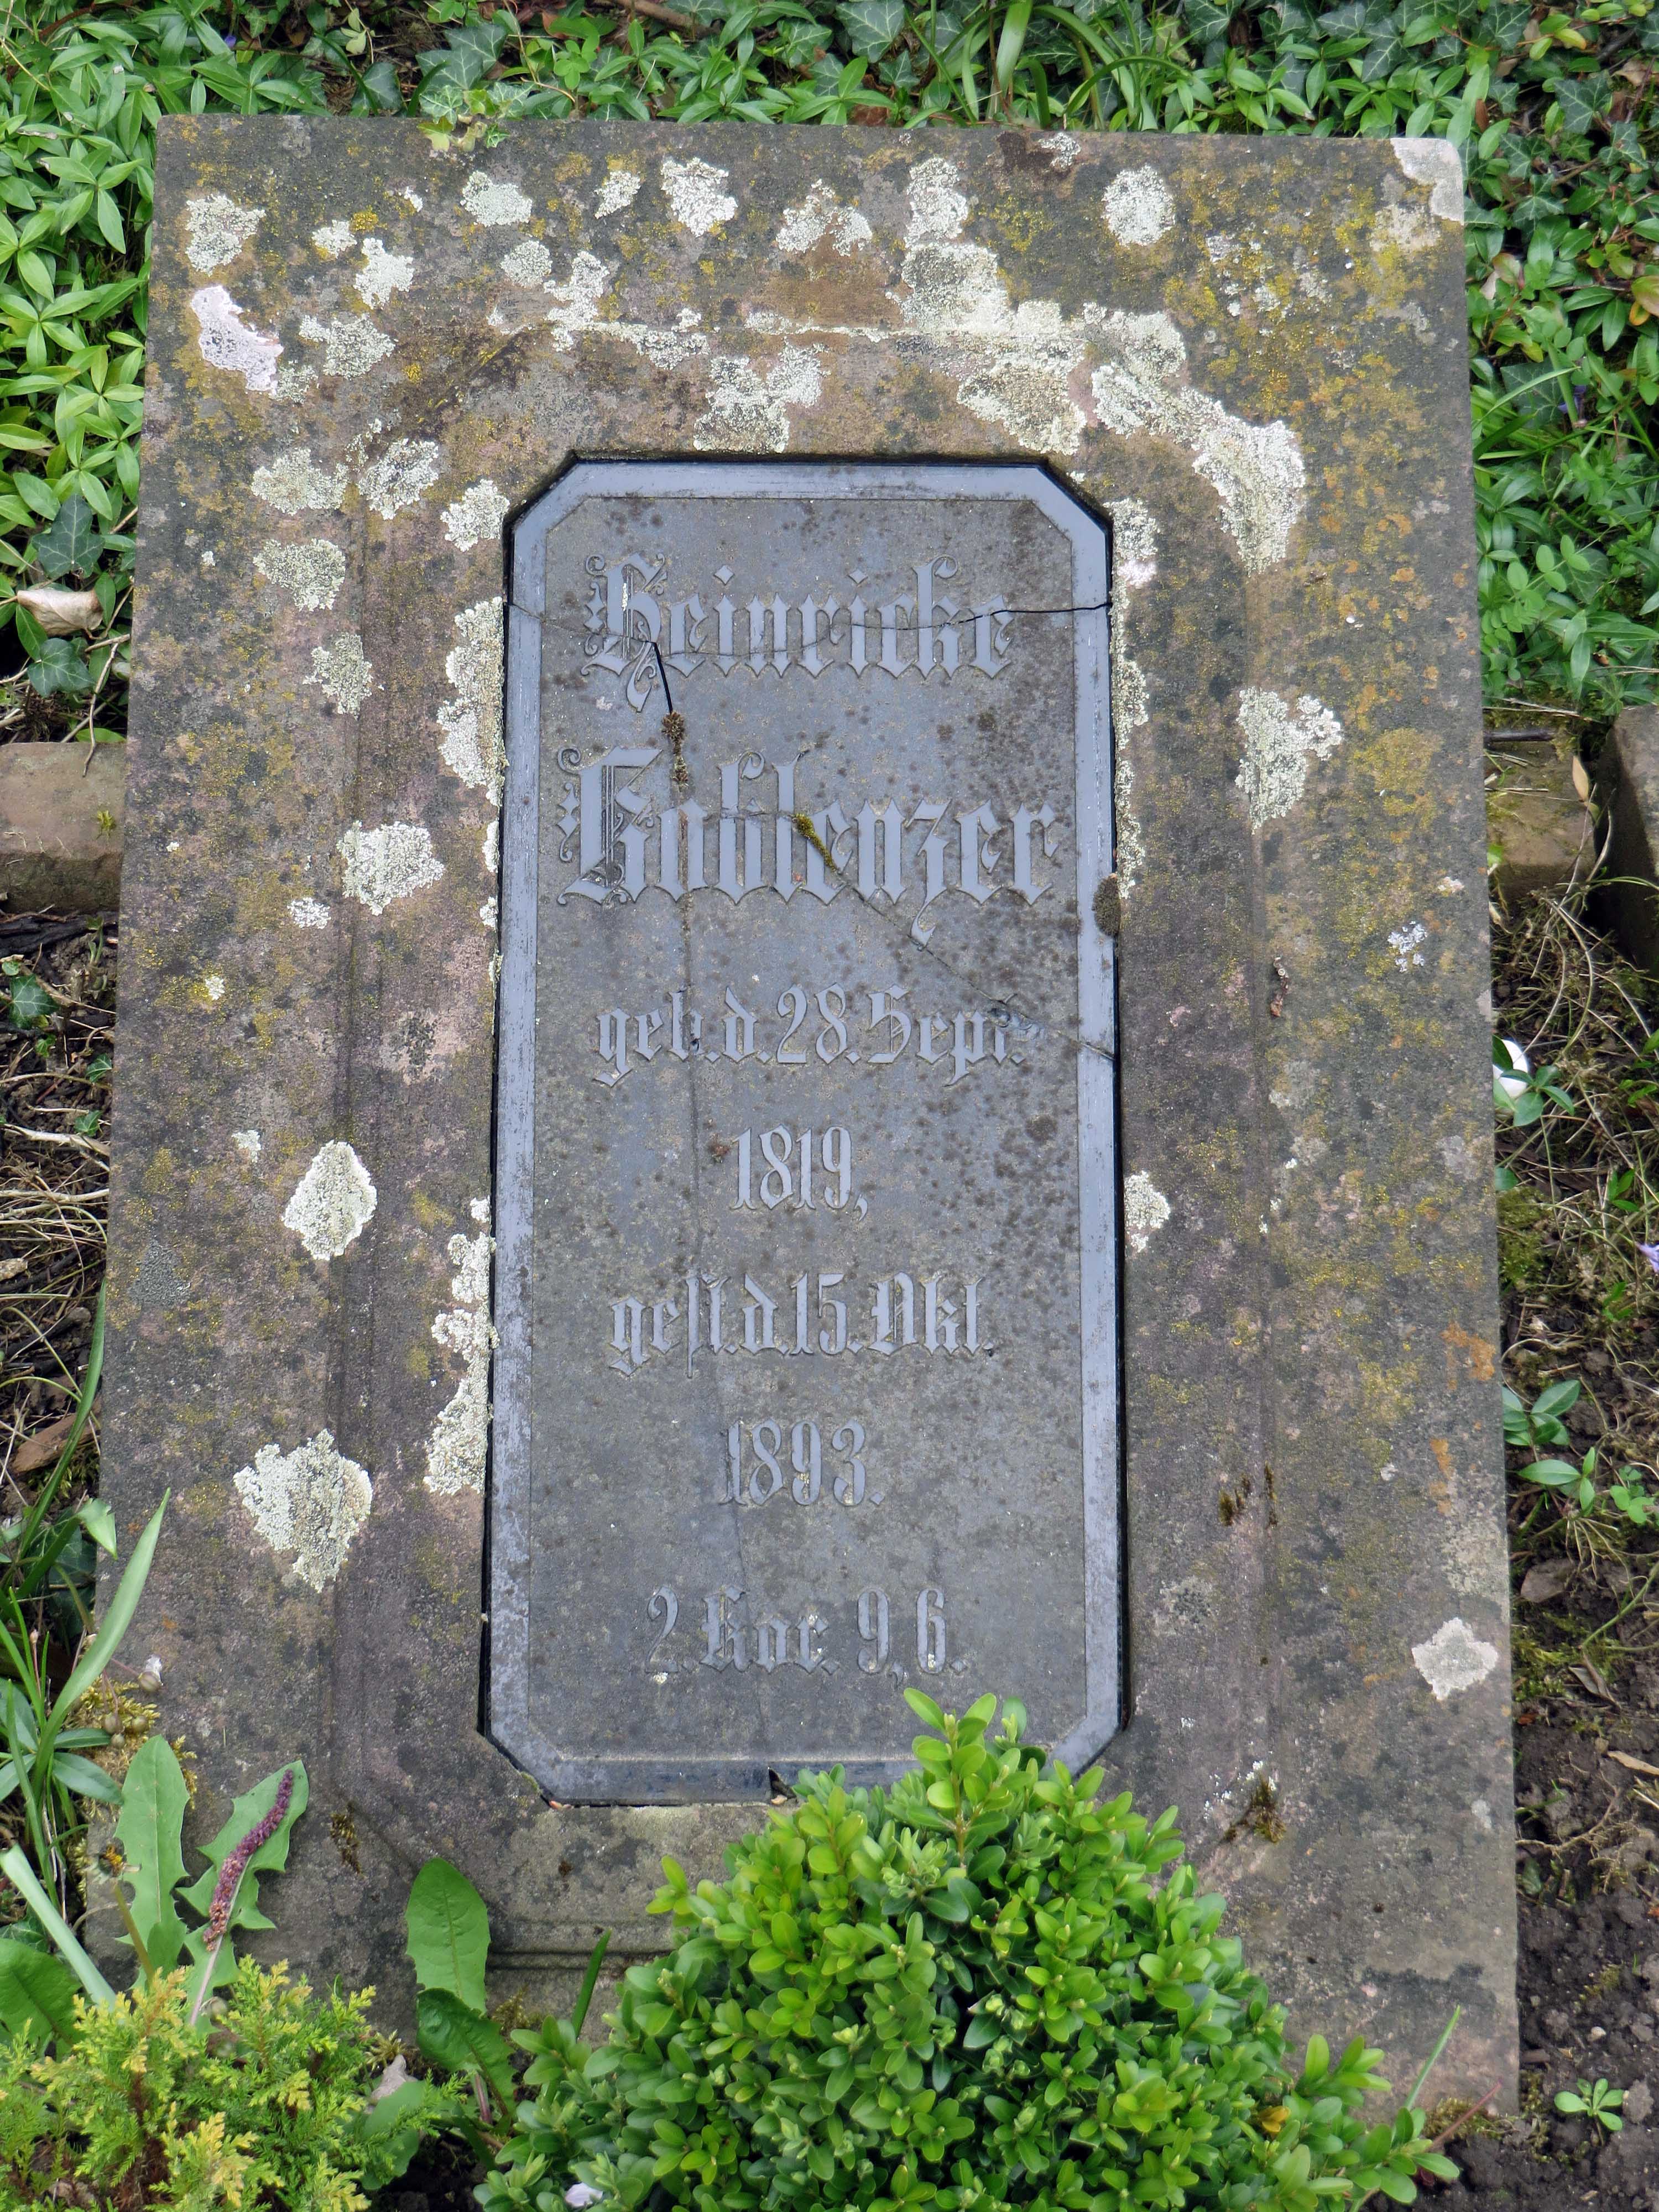 Heinricke
Koblenzer
geb. d. 28. Sept.
1819,
gest. d. 15. Okt.
1893.
2. Kor. 9, 6.